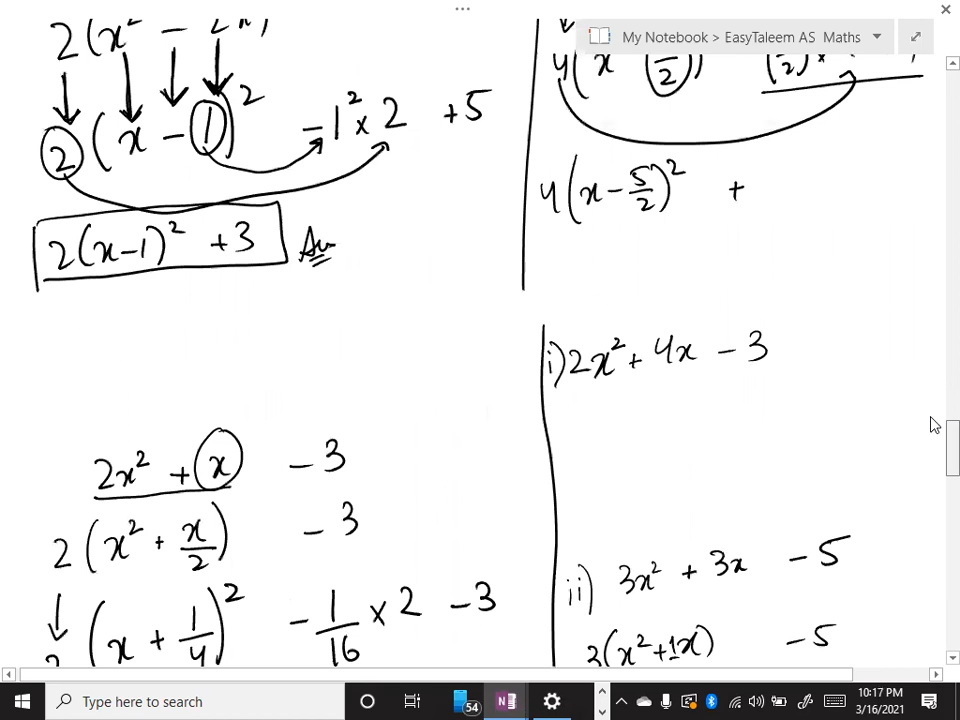 My Notebook > EasyTaleem AS Maths
2(x² -
2(x - 1)² - 1² x 2 + 5
2(x-1)² + 3 Ans
4(x - 5/2)² +
i) 2x² + 4x - 3
2x² + x - 3
2(x² + x/2) - 3
(x + 1/4)² - 1/16 x 2 - 3
ii) 3x² + 3x - 5
3(x² + 1x) - 5
Type here to search
54
10:17 PM
3/16/2021